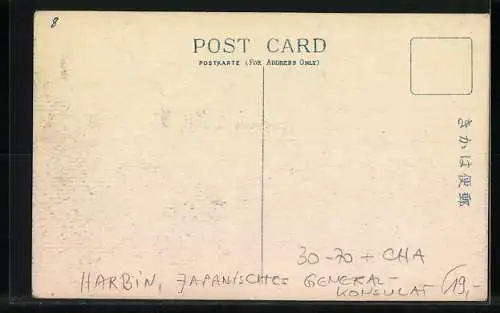 8
POST CARD
POSTKARTE (FOR ADDRESS ONLY)
きかは便郵
30-70 + CHA
HARBIN, JAPANISCHES GENERAL-
KONSULAT
19,-